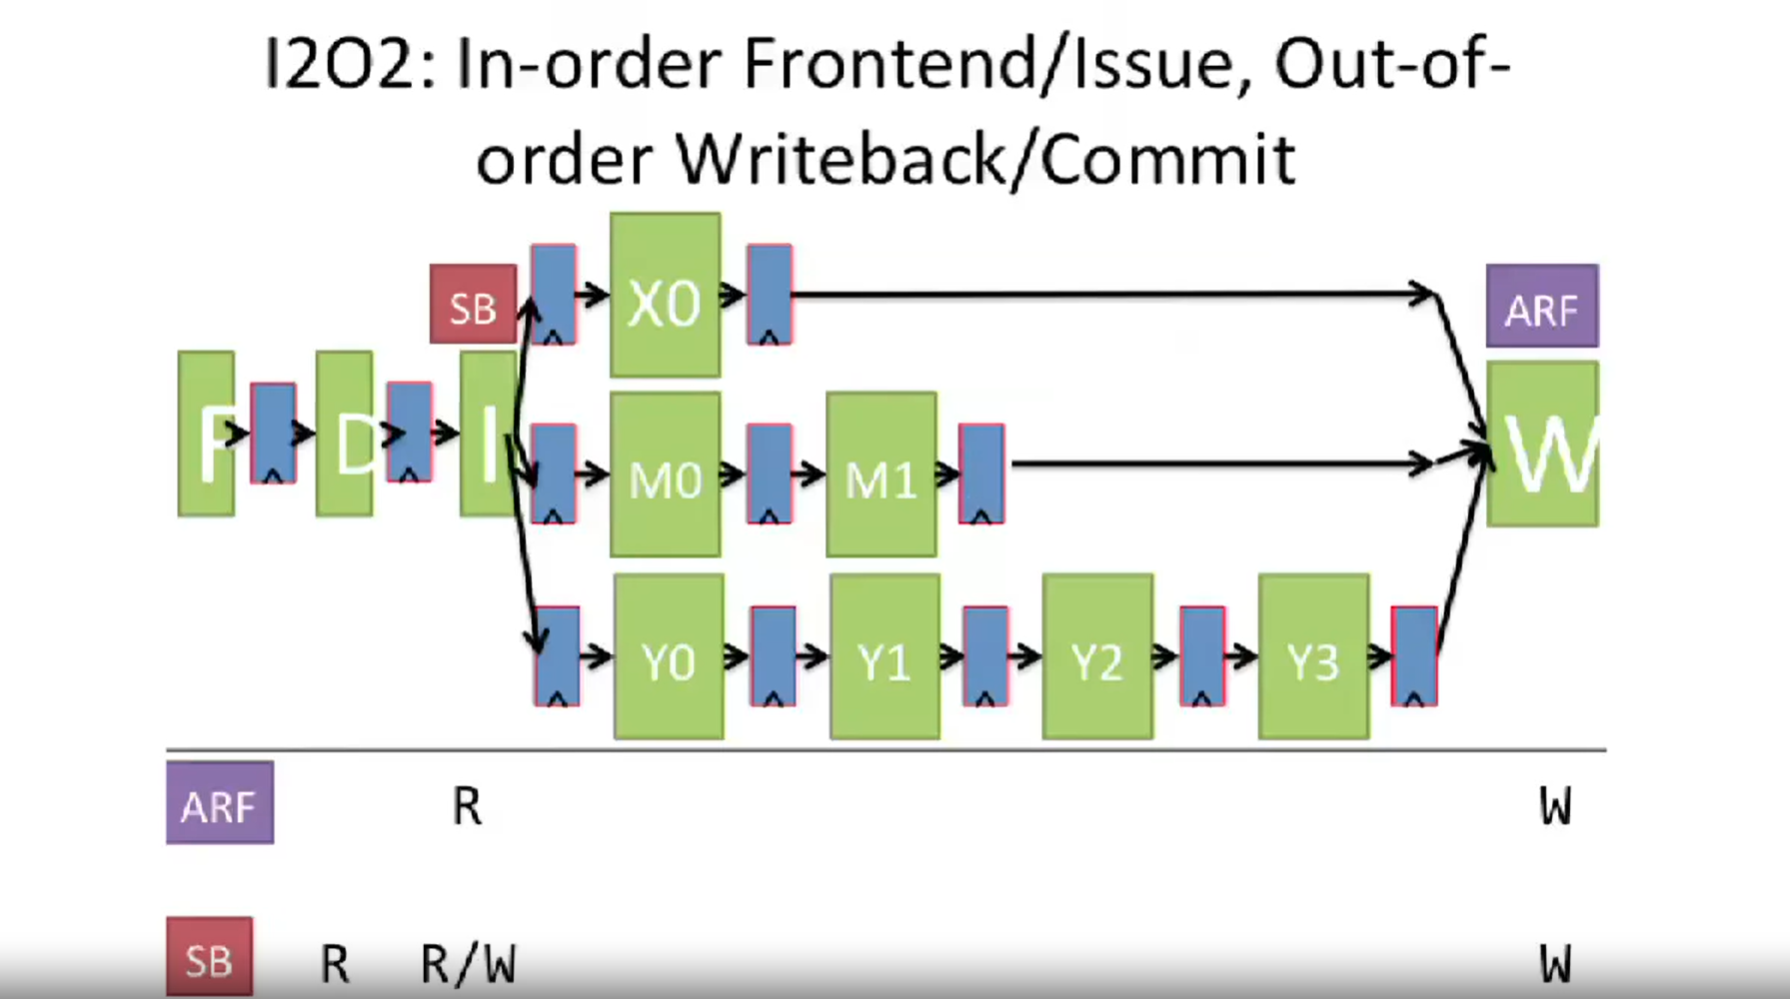 I2O2: In-order Frontend/Issue, Out-of-
order Writeback/Commit
SB
X0
ARF
F
D
I
M0
M1
W
Y0
Y1
Y2
Y3
ARF R W
SB R R/W W